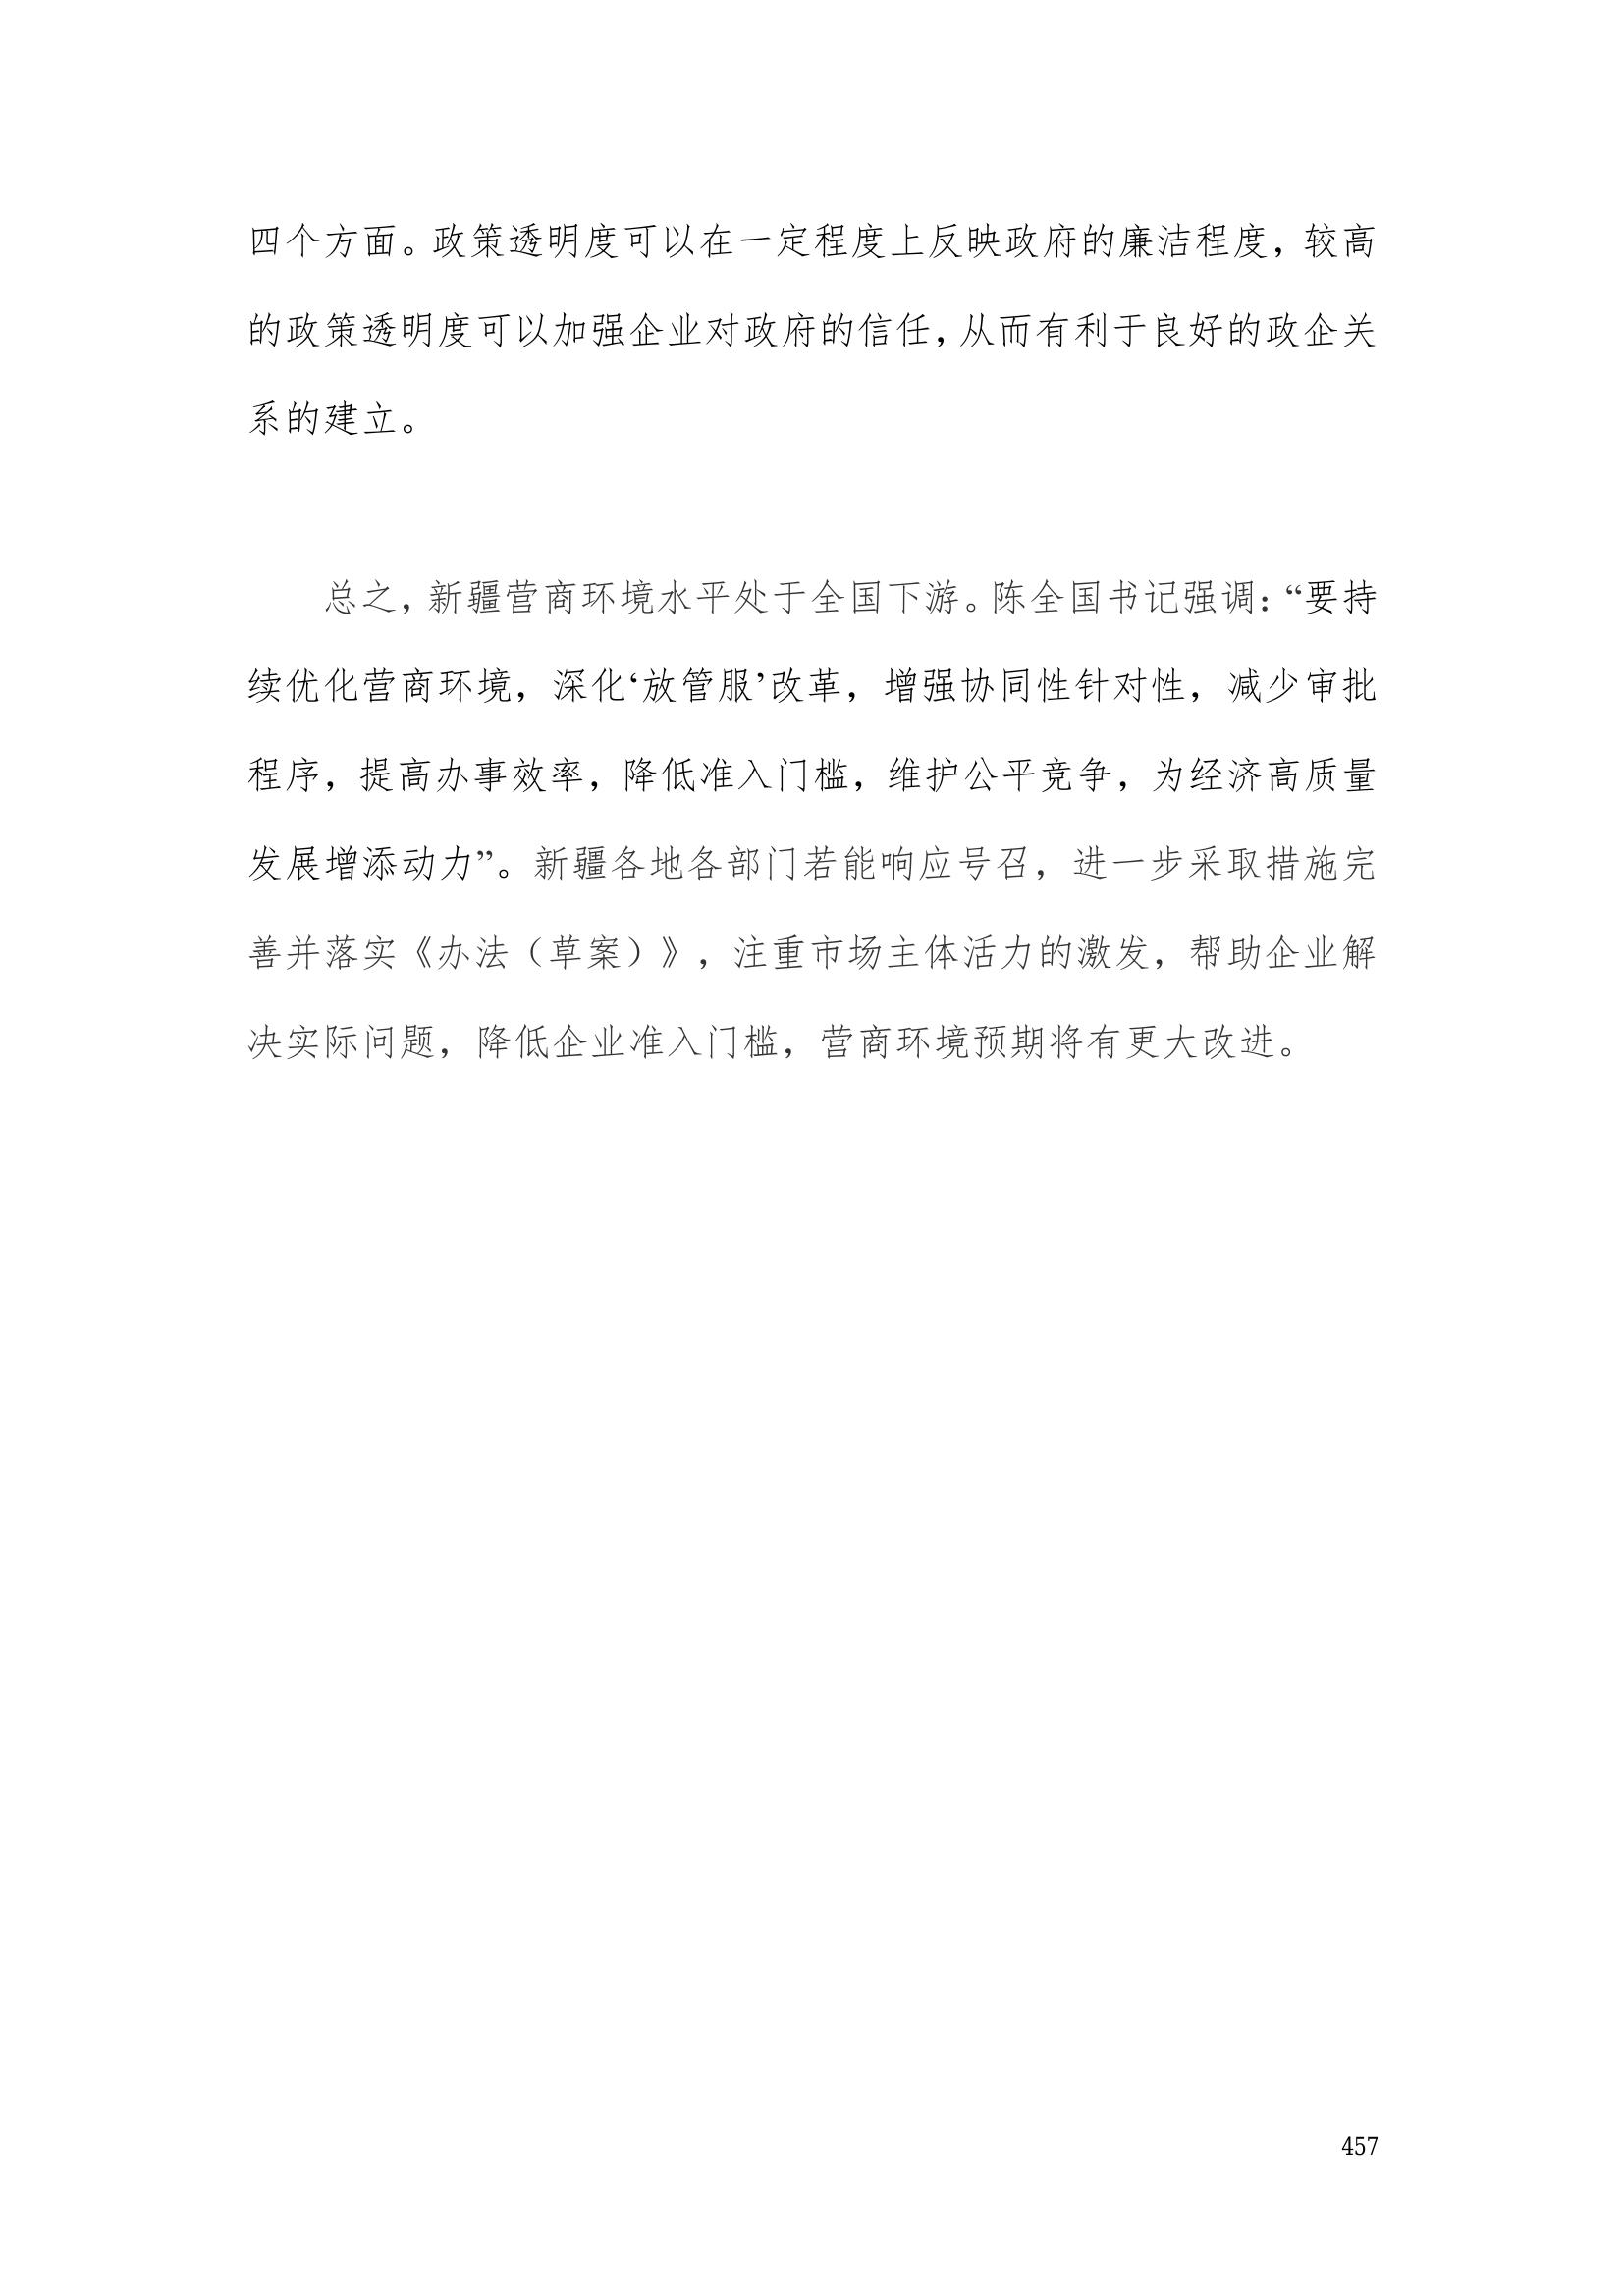 四个方面。政策透明度可以在一定程度上反映政府的廉洁程度，较高
的政策透明度可以加强企业对政府的信任，从而有利于良好的政企关
系的建立。
总之，新疆营商环境水平处于全国下游。陈全国书记强调：“要持
续优化营商环境，深化‘放管服’改革，增强协同性针对性，减少审批
程序，提高办事效率，降低准入门槛，维护公平竞争，为经济高质量
发展增添动力”。新疆各地各部门若能响应号召，进一步采取措施完
善并落实《办法（草案）》，注重市场主体活力的激发，帮助企业解
决实际问题，降低企业准入门槛，营商环境预期将有更大改进。
457